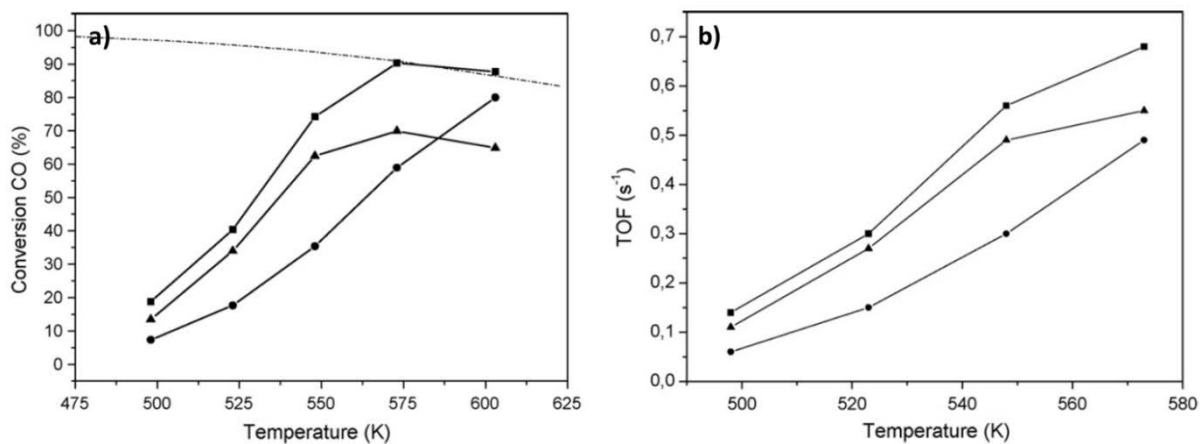 a)
Conversion CO (%)
100
90
80
70
60
50
40
30
20
10
0
475 500 525 550 575 600 625
Temperature (K)
b)
TOF (s⁻¹)
0,7
0,6
0,5
0,4
0,3
0,2
0,1
0,0
500 520 540 560 580
Temperature (K)